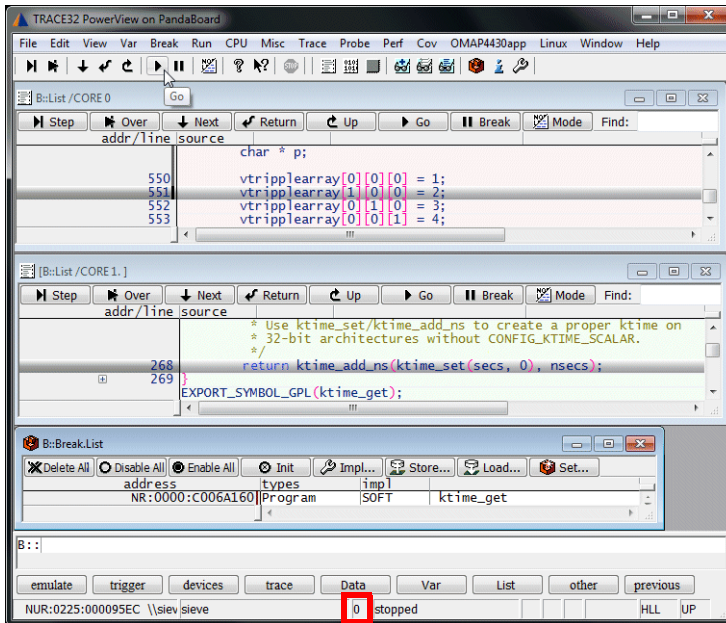 TRACE32 PowerView on PandaBoard
File Edit View Var Break Run CPU Misc Trace Probe Perf Cov OMAP4430app Linux Window Help
Go
B::List /CORE 0
Step Over Next Return Up Go Break Mode Find:
addr/line source
char * p;
550 vtripplearray[0][0][0] = 1;
551 vtripplearray[1][0][0] = 2;
552 vtripplearray[0][1][0] = 3;
553 vtripplearray[0][0][1] = 4;
[B::List /CORE 1. ]
Step Over Next Return Up Go Break Mode Find:
addr/line source
* Use ktime_set/ktime_add_ns to create a proper ktime on
* 32-bit architectures without CONFIG_KTIME_SCALAR.
*/
268 return ktime_add_ns(ktime_set(secs, 0), nsecs);
269 }
EXPORT_SYMBOL_GPL(ktime_get);
B::Break.List
Delete All Disable All Enable All Init Impl... Store... Load... Set...
address types impl
NR:0000:C006A160 Program SOFT ktime_get
B::
emulate trigger devices trace Data Var List other previous
NUR:0225:000095EC \\siev sieve 0 stopped HLL UP